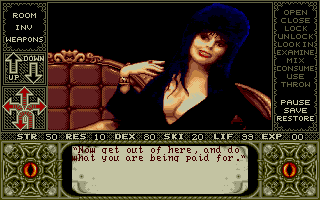 ROOM
INV
WEAPONS
UP
DOWN
OPEN
CLOSE
LOCK
UNLOCK
LOOK IN
EXAMINE
MIX
CONSUME
USE
THROW
PAUSE
SAVE
RESTORE
STR 50 RES 10 DEX 80 SKI 20 LIF 99 EXP 00
"Now get out of here, and do
what you are being paid for."